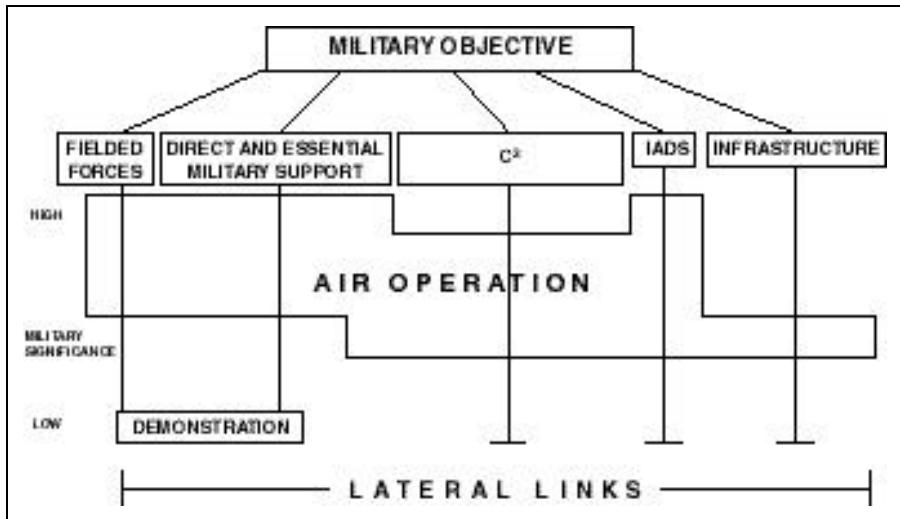 MILITARY OBJECTIVE
FIELDED
FORCES
DIRECT AND ESSENTIAL
MILITARY SUPPORT
C²
IADS
INFRASTRUCTURE
HIGH
AIR OPERATION
MILITARY
SIGNIFICANCE
LOW
DEMONSTRATION
LATERAL LINKS